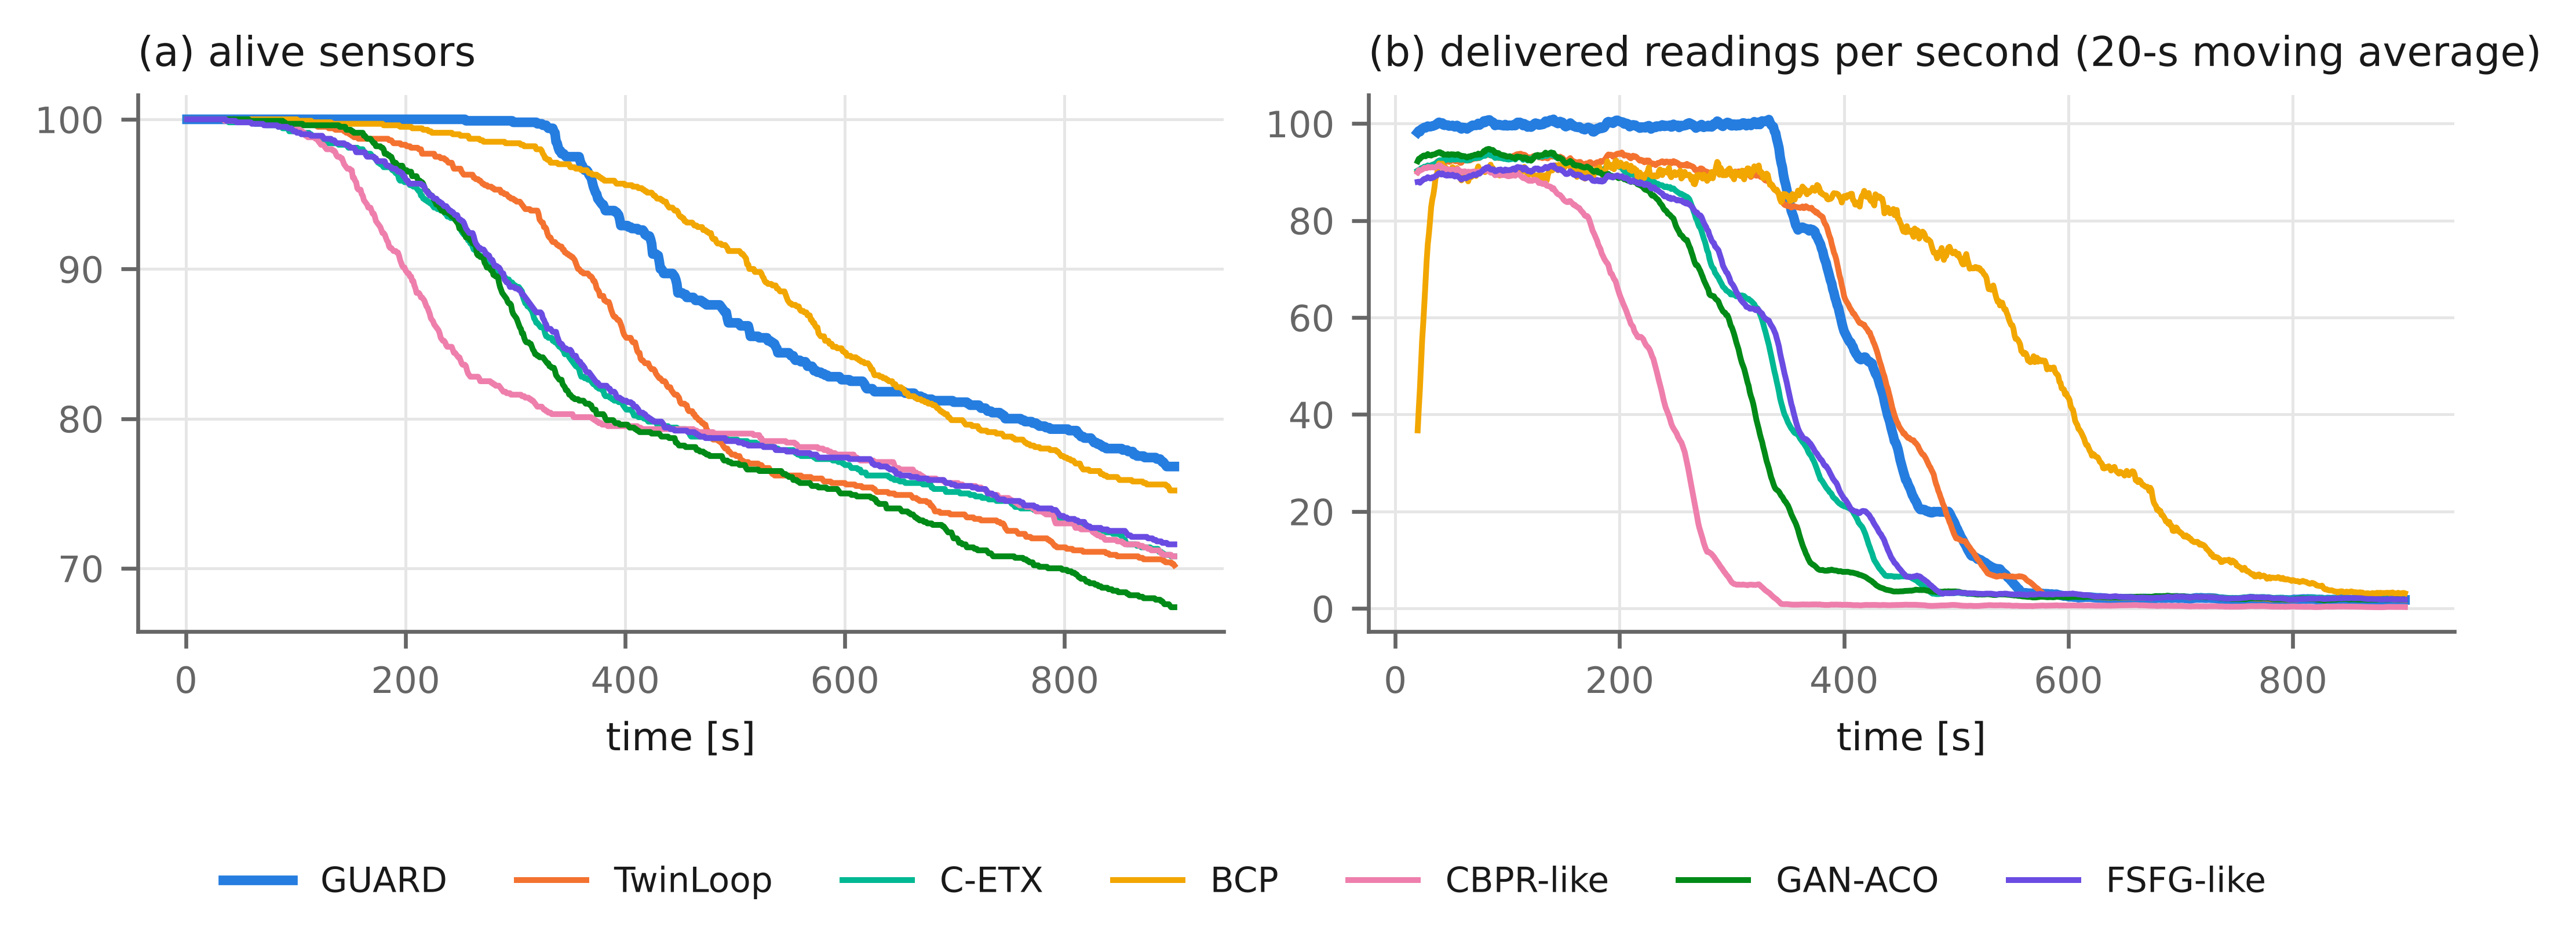 (a) alive sensors
100
90
80
70
0 200 400 600 800
time [s]
(b) delivered readings per second (20-s moving average)
100
80
60
40
20
0
0 200 400 600 800
time [s]
GUARD TwinLoop C-ETX BCP CBPR-like GAN-ACO FSFG-like